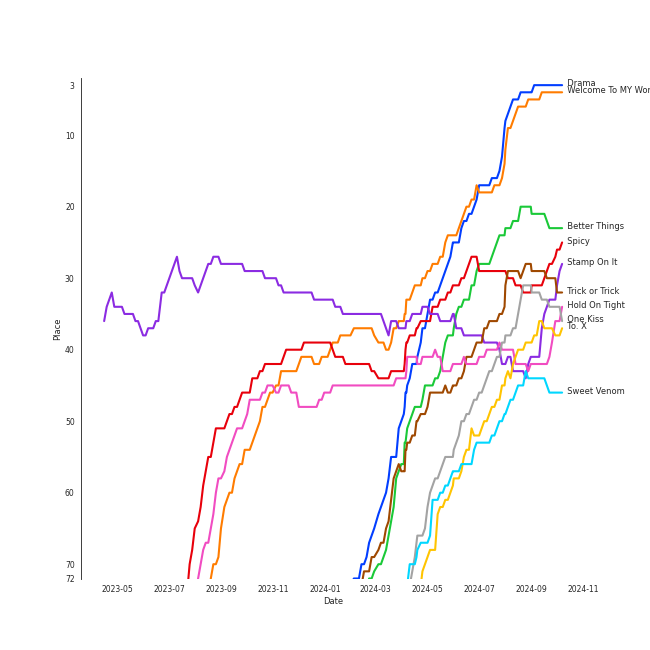 3
10
20
30
40
50
60
70
72
Place
2023-05
2023-07
2023-09
2023-11
2024-01
2024-03
2024-05
2024-07
2024-09
2024-11
Date
Drama
Welcome To MY Wor
Better Things
Spicy
Stamp On It
Trick or Trick
Hold On Tight
One Kiss
To. X
Sweet Venom